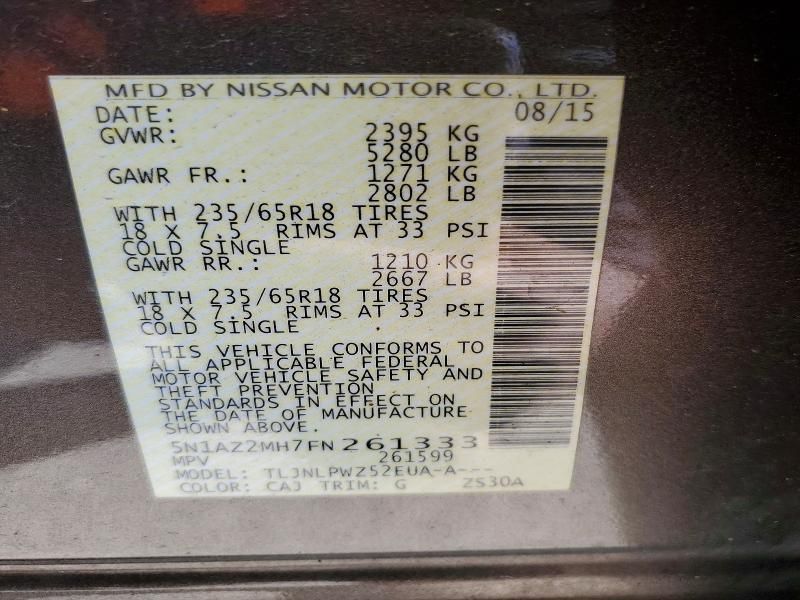 MFD BY NISSAN MOTOR CO., LTD.
DATE: 08/15
GVWR: 2395 KG
5280 LB
GAWR FR.: 1271 KG
2802 LB
WITH 235/65R18 TIRES
18 X 7.5 RIMS AT 33 PSI
COLD SINGLE
GAWR RR.: 1210 KG
2667 LB
WITH 235/65R18 TIRES
18 X 7.5 RIMS AT 33 PSI
COLD SINGLE
THIS VEHICLE CONFORMS TO
ALL APPLICABLE FEDERAL
MOTOR VEHICLE SAFETY AND
THEFT PREVENTION
STANDARDS IN EFFECT ON
THE DATE OF MANUFACTURE
SHOWN ABOVE.
5N1AZ2MH7FN261333
MPV 261599
MODEL: TLJNLPWZ52EUA-A---
COLOR: CAJ TRIM: G ZS30A